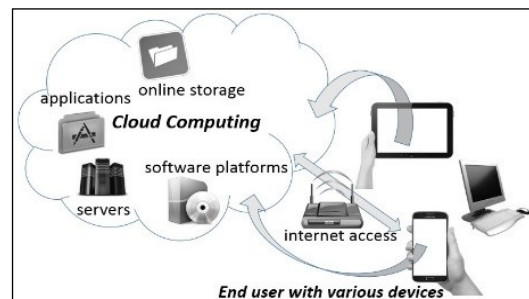 online storage
applications
Cloud Computing
software platforms
servers
internet access
End user with various devices